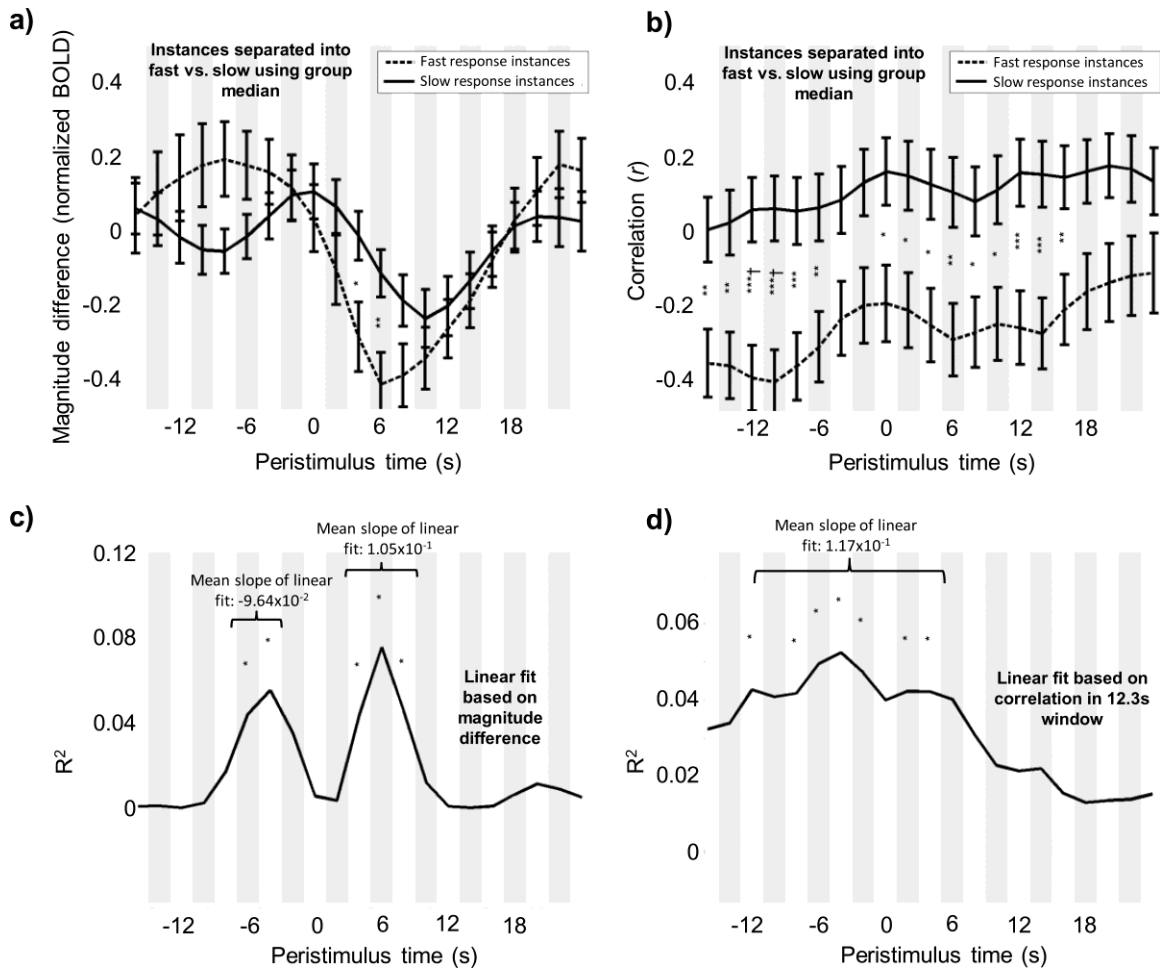 a)
Magnitude difference (normalized BOLD)
Instances separated into
fast vs. slow using group
median
Fast response instances
Slow response instances
0.4
0.2
0
-0.2
-0.4
*
**
-12 -6 0 6 12 18
Peristimulus time (s)
b)
Correlation (r)
Instances separated into
fast vs. slow using group
median
Fast response instances
Slow response instances
0.4
0.2
0
-0.2
-0.4
** ** ***† ***† *** ** * * * ** * * *** *** **
-12 -6 0 6 12 18
Peristimulus time (s)
c)
R²
0.12
0.08
0.04
0
Mean slope of linear
fit: -9.64x10⁻²
Mean slope of linear
fit: 1.05x10⁻¹
* * * * *
Linear fit
based on
magnitude
difference
-12 -6 0 6 12 18
Peristimulus time (s)
d)
R²
0.06
0.04
0.02
0
Mean slope of linear
fit: 1.17x10⁻¹
* * * * * * *
Linear fit based on
correlation in 12.3s
window
-12 -6 0 6 12 18
Peristimulus time (s)